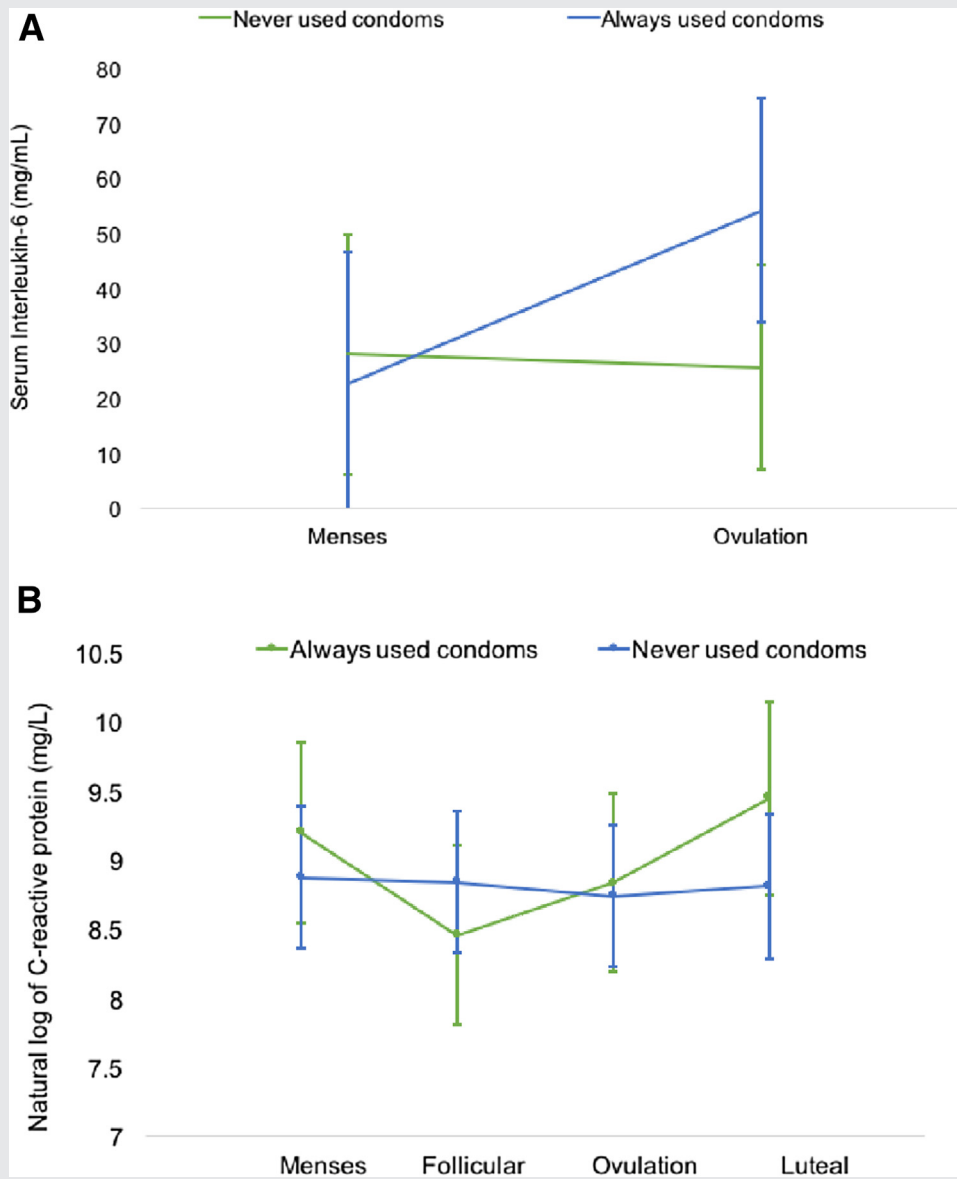 A
Never used condoms
Always used condoms
Serum Interleukin-6 (mg/mL)
80
70
60
50
40
30
20
10
0
Menses
Ovulation
B
Always used condoms
Never used condoms
Natural log of C-reactive protein (mg/L)
10.5
10
9.5
9
8.5
8
7.5
7
Menses
Follicular
Ovulation
Luteal